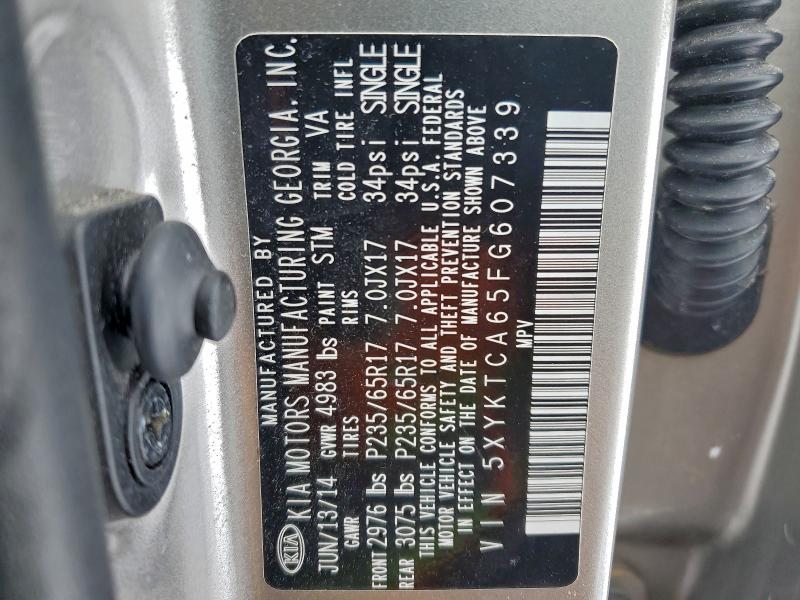 MANUFACTURED BY
KIA KIA MOTORS MANUFACTURING GEORGIA, INC.
JUN/13/14 GVWR 4983 lbs PAINT STM TRIM VA
GAWR TIRES RIMS COLD TIRE INFL
FRONT 2976 lbs P235/65R17 7.0JX17 34psi SINGLE
REAR 3075 lbs P235/65R17 7.0JX17 34psi SINGLE
THIS VEHICLE CONFORMS TO ALL APPLICABLE U.S.A. FEDERAL
MOTOR VEHICLE SAFETY AND THEFT PREVENTION STANDARDS
IN EFFECT ON THE DATE OF MANUFACTURE SHOWN ABOVE
VIN 5XYKTCA65FG607339
MPV